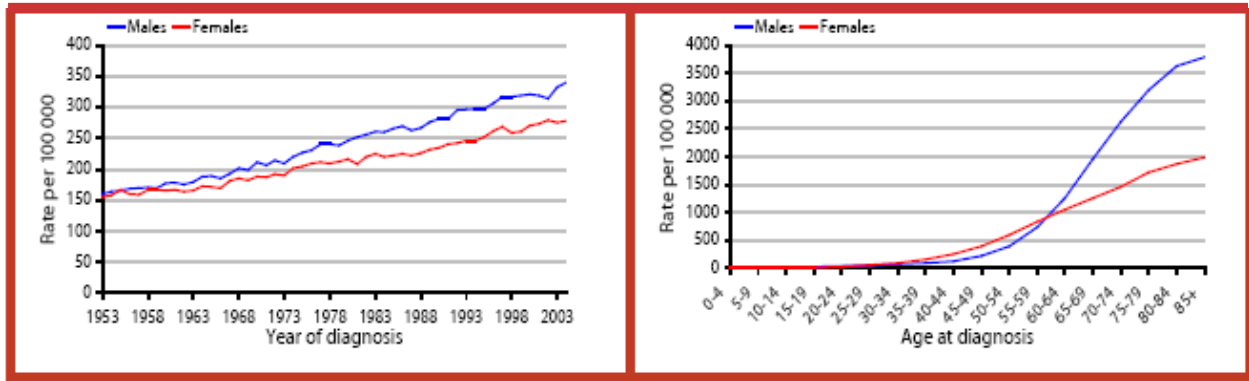 Males Females
400
350
300
250
200
150
100
50
0
Rate per 100 000
1953 1958 1963 1968 1973 1978 1983 1988 1993 1998 2003
Year of diagnosis
Males Females
4000
3500
3000
2500
2000
1500
1000
500
0
Rate per 100 000
0-4 5-9 10-14 15-19 20-24 25-29 30-34 35-39 40-44 45-49 50-54 55-59 60-64 65-69 70-74 75-79 80-84 85+
Age at diagnosis